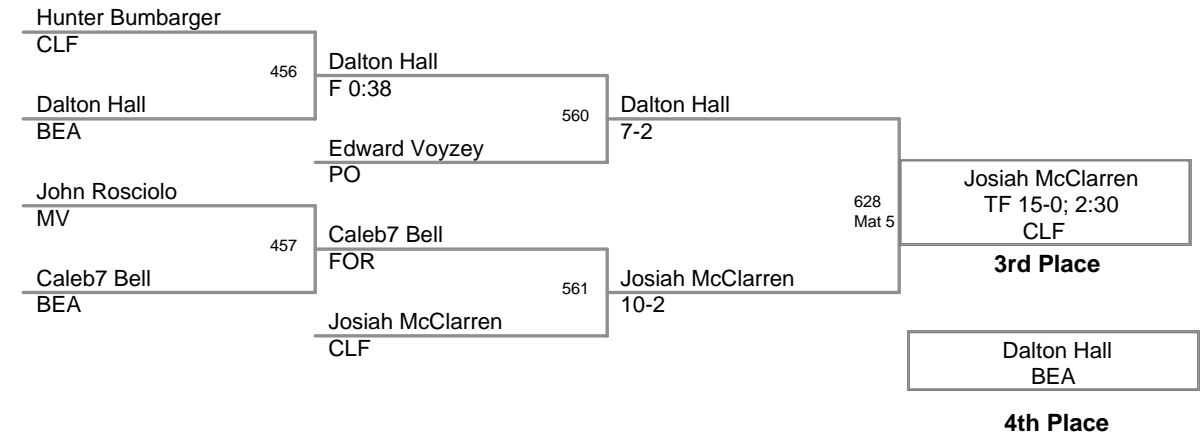 Hunter Bumbarger
CLF
456
Dalton Hall
BEA
Dalton Hall
F 0:38
560
Edward Voyzey
PO
John Rosciolo
MV
457
Caleb7 Bell
BEA
Caleb7 Bell
FOR
561
Josiah McClarren
CLF
Dalton Hall
7-2
628
Mat 5
Josiah McClarren
10-2
Josiah McClarren
TF 15-0; 2:30
CLF
3rd Place
Dalton Hall
BEA
4th Place